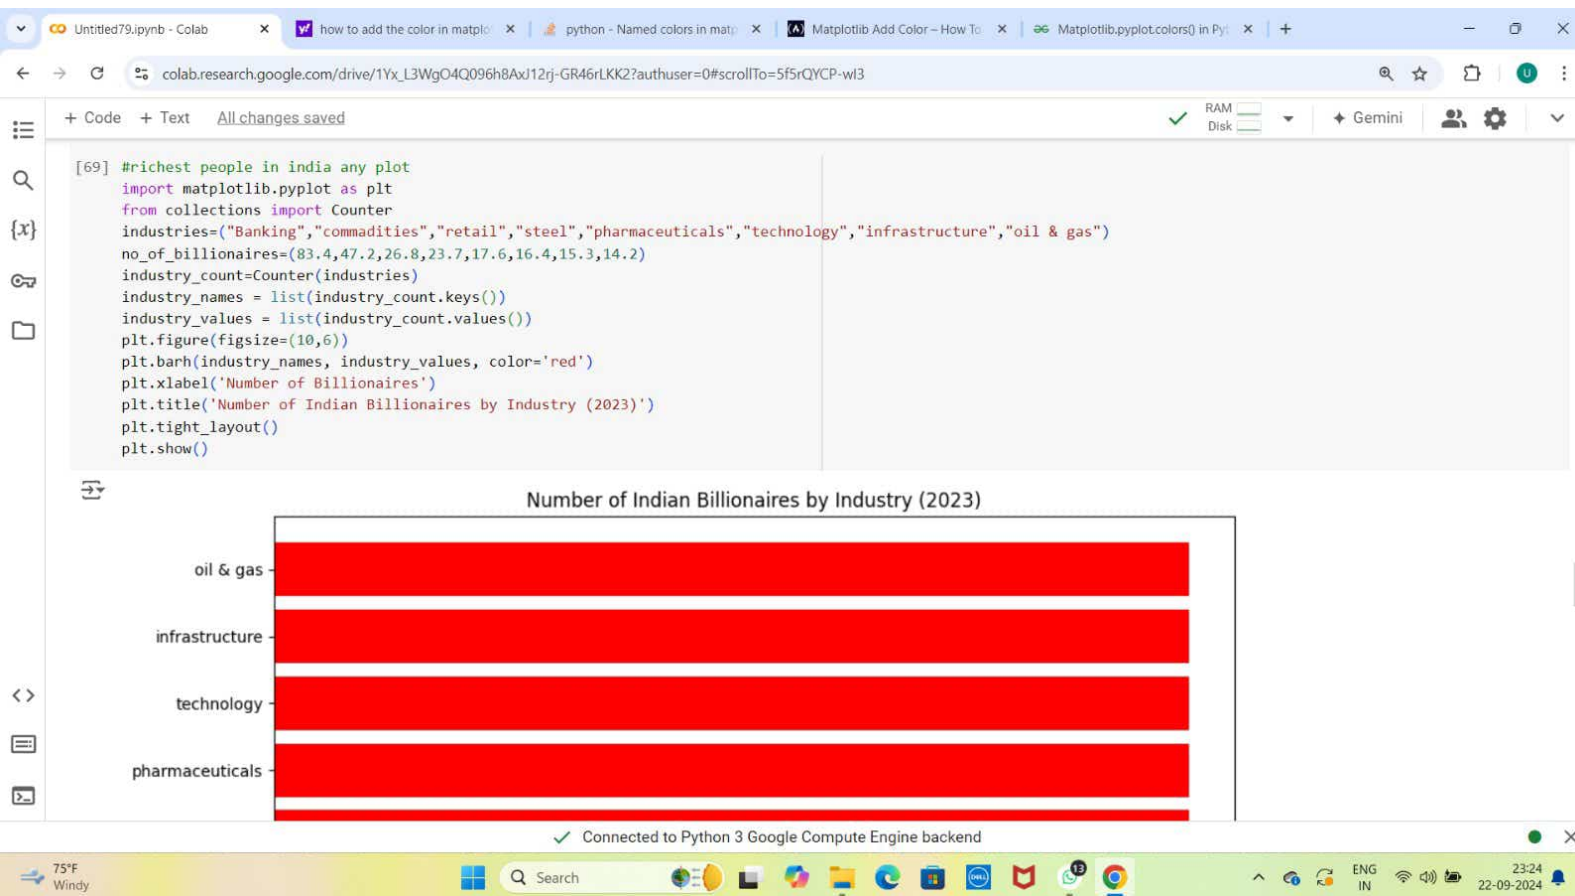 Untitled79.ipynb - Colab
how to add the color in matplo
python - Named colors in matp
Matplotlib Add Color – How To
Matplotlib.pyplot.colors() in Pyt
colab.research.google.com/drive/1Yx_L3WgO4Q096h8AxJ12rj-GR46rLKK2?authuser=0#scrollTo=5f5rQYCP-wl3
U
+ Code + Text All changes saved
RAM
Disk
Gemini
[69] #richest people in india any plot
import matplotlib.pyplot as plt
from collections import Counter
industries=("Banking","commadities","retail","steel","pharmaceuticals","technology","infrastructure","oil & gas")
no_of_billionaires=(83.4,47.2,26.8,23.7,17.6,16.4,15.3,14.2)
industry_count=Counter(industries)
industry_names = list(industry_count.keys())
industry_values = list(industry_count.values())
plt.figure(figsize=(10,6))
plt.barh(industry_names, industry_values, color='red')
plt.xlabel('Number of Billionaires')
plt.title('Number of Indian Billionaires by Industry (2023)')
plt.tight_layout()
plt.show()
Number of Indian Billionaires by Industry (2023)
oil & gas
infrastructure
technology
pharmaceuticals
Connected to Python 3 Google Compute Engine backend
75°F
Windy
Search
DELL
13
ENG
IN
23:24
22-09-2024